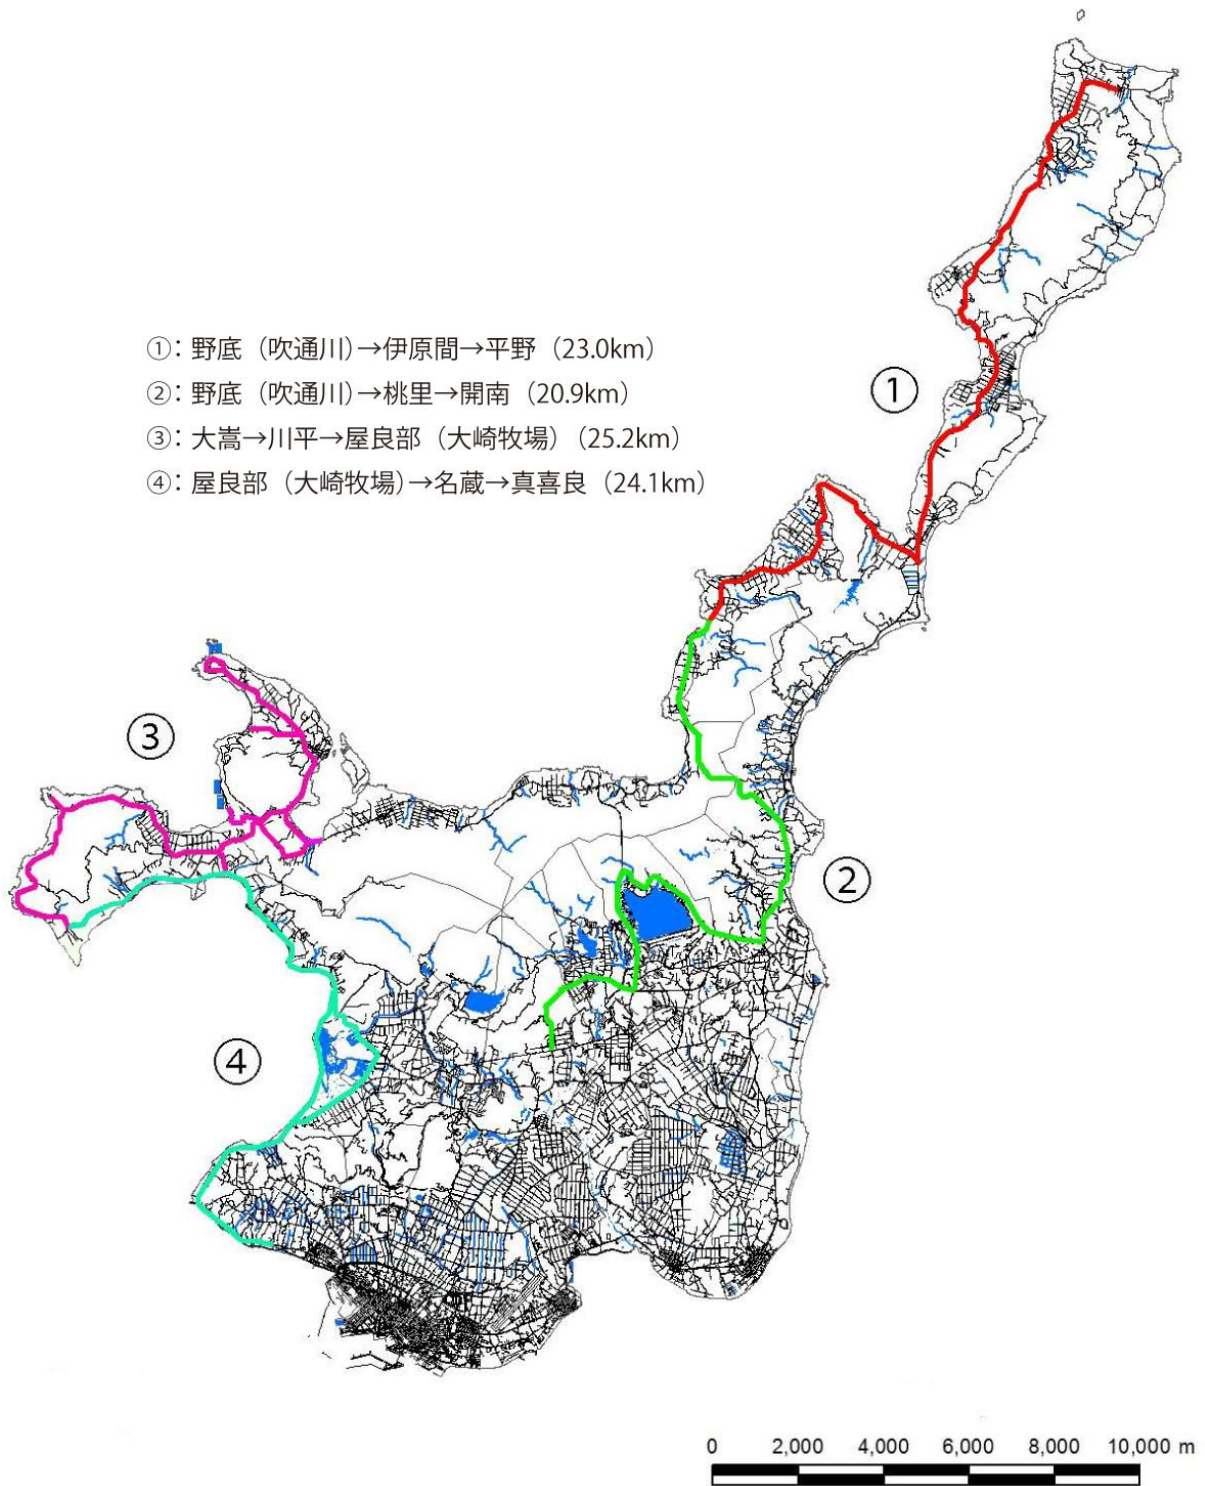 ①：野底（吹通川）→伊原間→平野（23.0km）
②：野底（吹通川）→桃里→開南（20.9km）
③：大嵩→川平→屋良部（大崎牧場）（25.2km）
④：屋良部（大崎牧場）→名蔵→真喜良（24.1km）
①
③
②
④
0 2,000 4,000 6,000 8,000 10,000 m